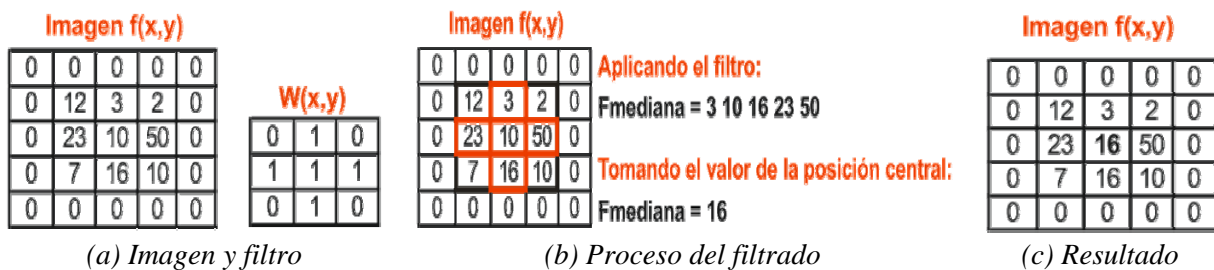 Imagen f(x,y)
0 0 0 0 0
0 12 3 2 0
0 23 10 50 0
0 7 16 10 0
0 0 0 0 0
W(x,y)
0 1 0
1 1 1
0 1 0
(a) Imagen y filtro
Imagen f(x,y)
0 0 0 0 0
0 12 3 2 0
0 23 10 50 0
0 7 16 10 0
0 0 0 0 0
Aplicando el filtro:
Fmediana = 3 10 16 23 50
Tomando el valor de la posición central:
Fmediana = 16
(b) Proceso del filtrado
Imagen f(x,y)
0 0 0 0 0
0 12 3 2 0
0 23 16 50 0
0 7 16 10 0
0 0 0 0 0
(c) Resultado